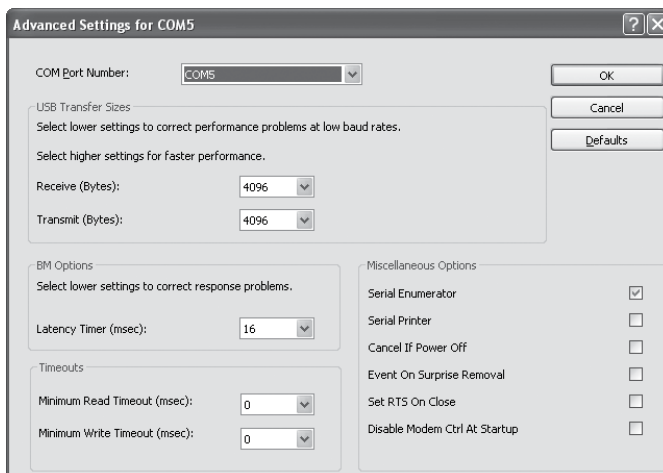 Advanced Settings for COM5
COM Port Number: COM5
OK
USB Transfer Sizes
Cancel
Select lower settings to correct performance problems at low baud rates.
Defaults
Select higher settings for faster performance.
Receive (Bytes): 4096
Transmit (Bytes): 4096
BM Options
Select lower settings to correct response problems.
Latency Timer (msec): 16
Timeouts
Minimum Read Timeout (msec): 0
Minimum Write Timeout (msec): 0
Miscellaneous Options
Serial Enumerator
Serial Printer
Cancel If Power Off
Event On Surprise Removal
Set RTS On Close
Disable Modem Ctrl At Startup